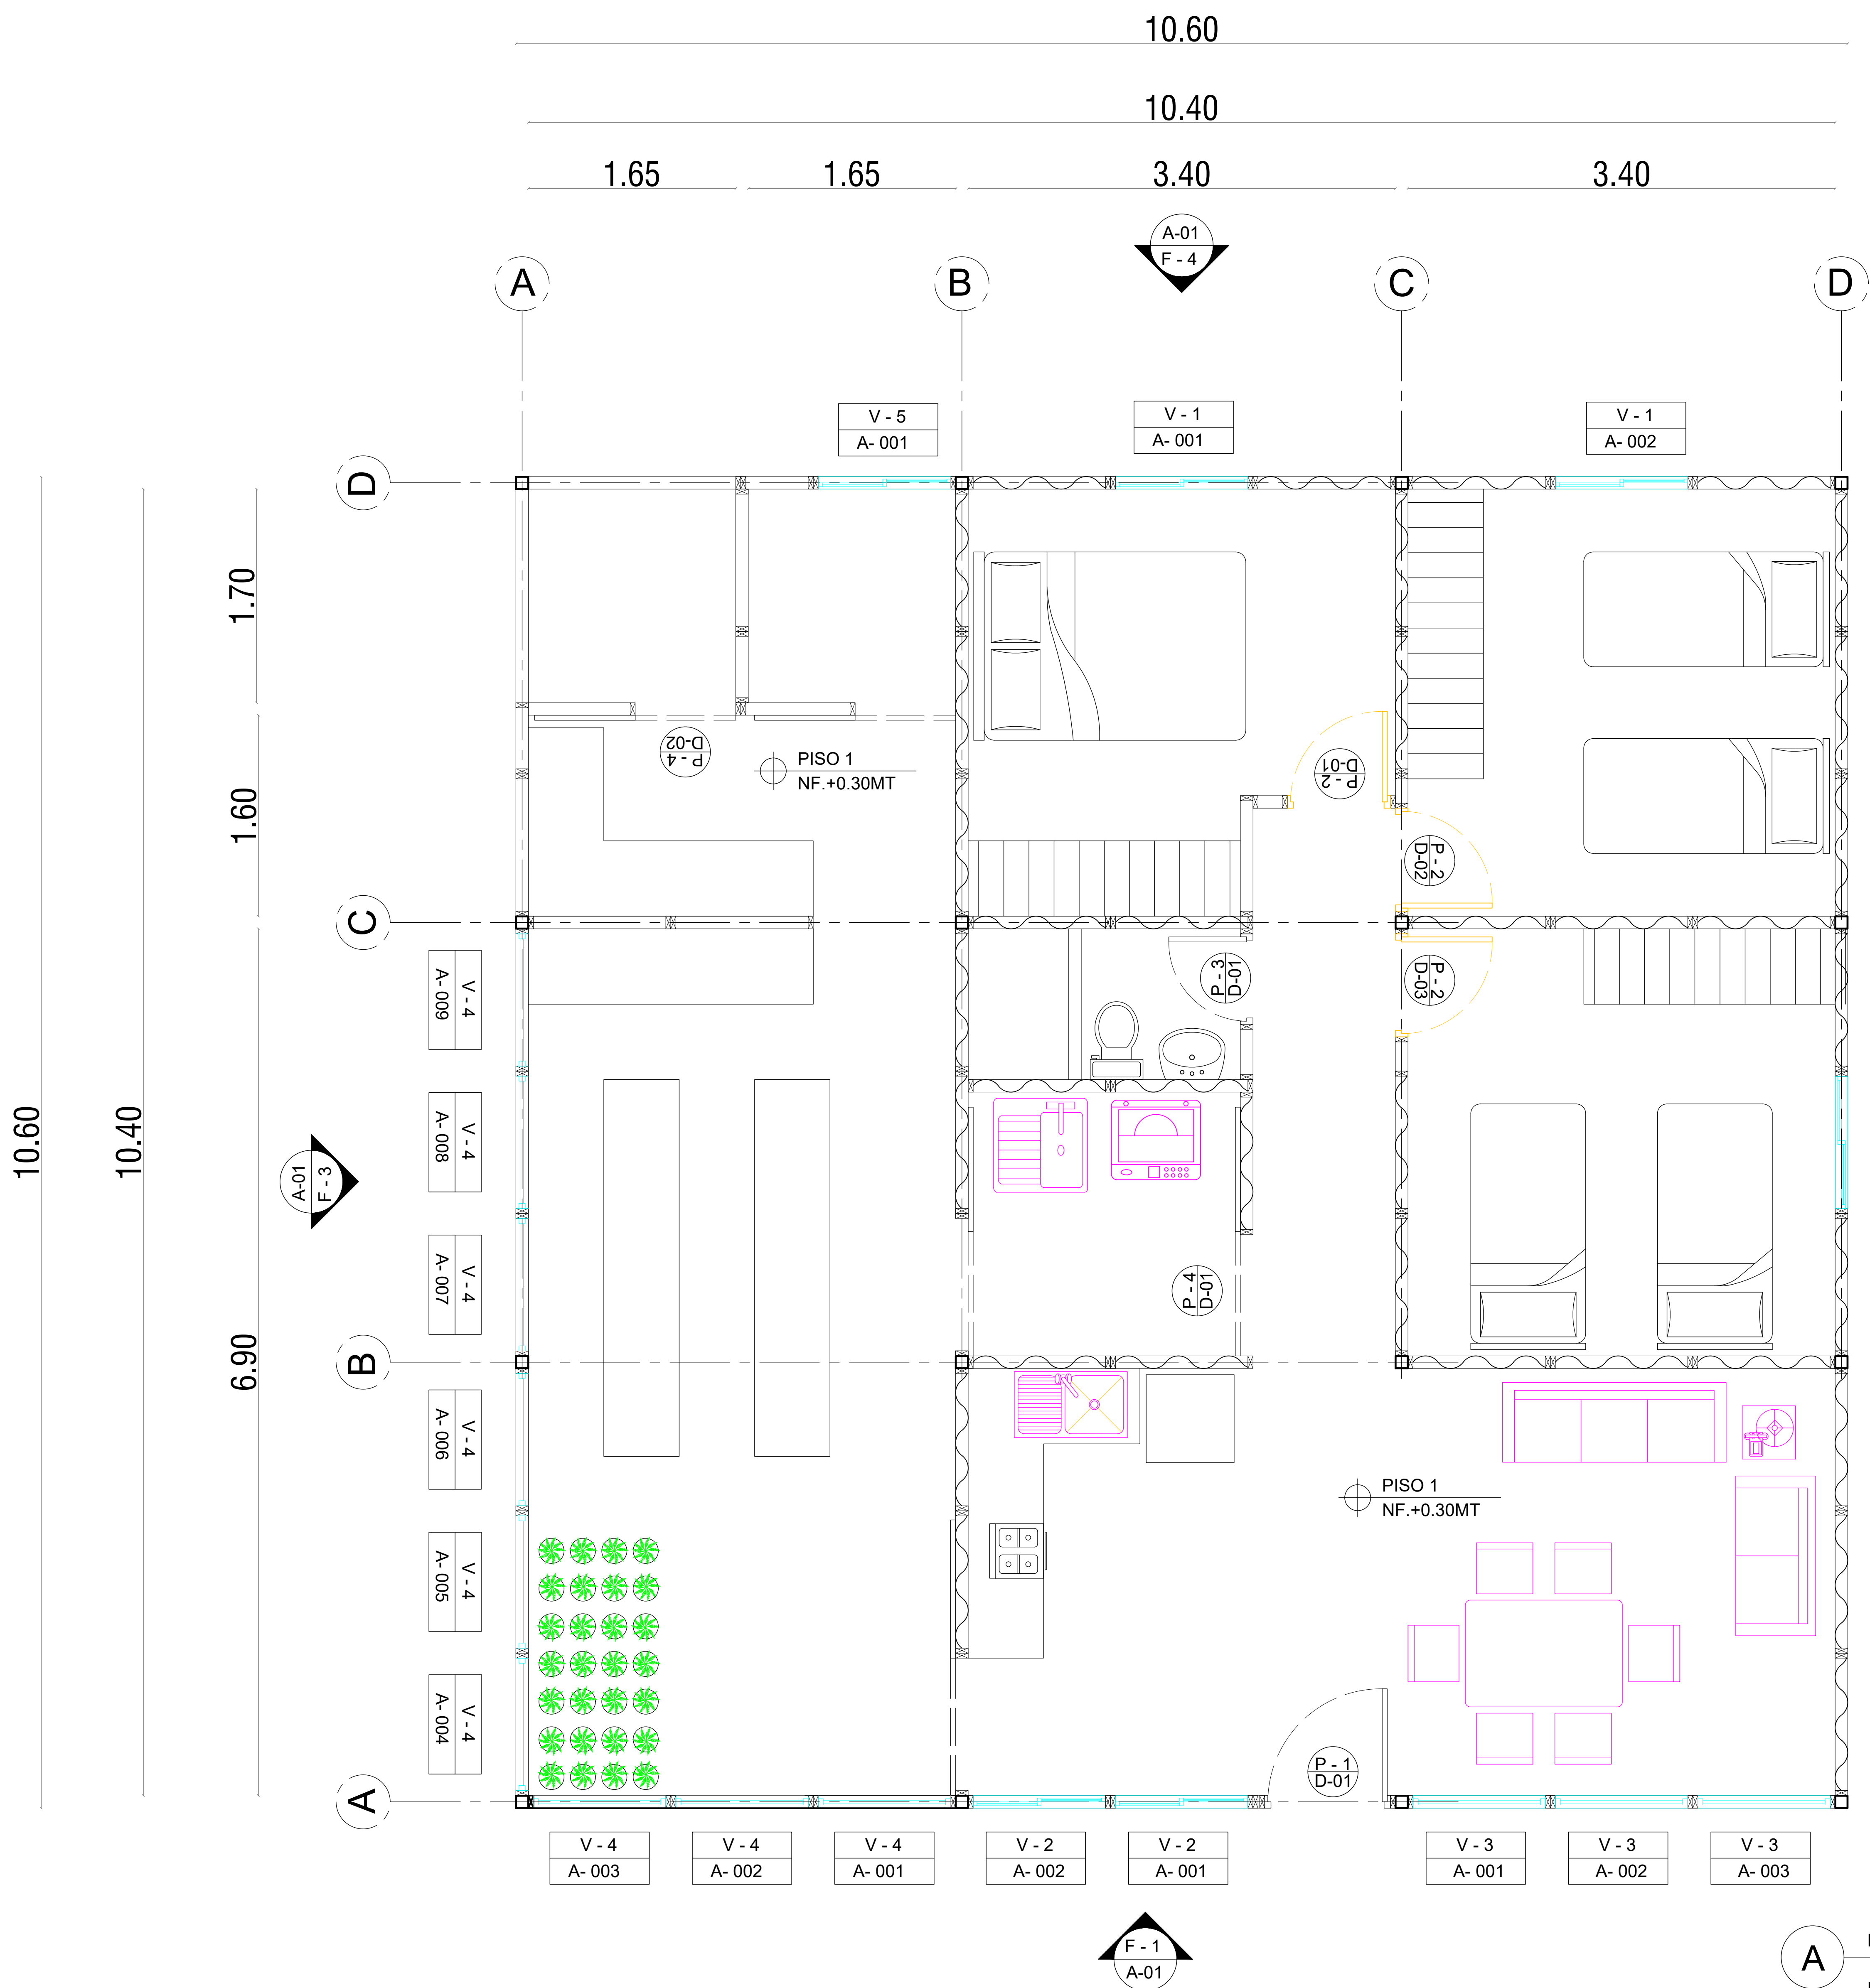 10.60
10.40
1.65
1.65
3.40
3.40
A-01
F - 4
A
B
C
D
V - 5
A- 001
V - 1
A- 001
V - 1
A- 002
D
1.70
P - 4
D-02
PISO 1
NF.+0.30MT
P - 2
D-01
1.60
P - 2
D-02
C
V - 4
A- 009
P - 3
D-01
P - 2
D-03
10.60
10.40
A-01
F - 3
V - 4
A- 008
V - 4
A- 007
P - 4
D-01
6.90
B
V - 4
A- 006
PISO 1
NF.+0.30MT
V - 4
A- 005
V - 4
A- 004
P - 1
D-01
A
V - 4
A- 003
V - 4
A- 002
V - 4
A- 001
V - 2
A- 002
V - 2
A- 001
V - 3
A- 001
V - 3
A- 002
V - 3
A- 003
F - 1
A-01
A